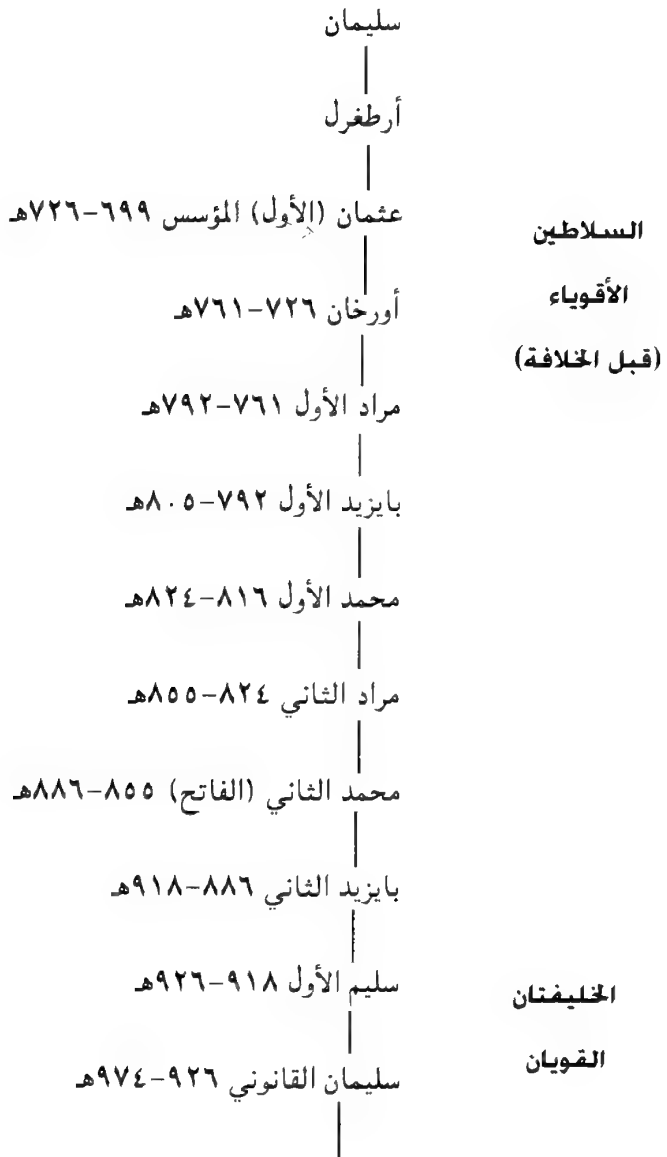 سليمان
أرطغرل
عثمان (الأول) المؤسس ٦٩٩-٧٢٦هـ
السلاطين
أورخان ٧٢٦-٧٦١هـ
الأقوياء
(قبل الخلافة)
مراد الأول ٧٦١-٧٩٢هـ
بايزيد الأول ٧٩٢-٨٠٥هـ
محمد الأول ٨١٦-٨٢٤هـ
مراد الثاني ٨٢٤-٨٥٥هـ
محمد الثاني (الفاتح) ٨٥٥-٨٨٦هـ
بايزيد الثاني ٨٨٦-٩١٨هـ
سليم الأول ٩١٨-٩٢٦هـ
الخليفتان
القويان
سليمان القانوني ٩٢٦-٩٧٤هـ